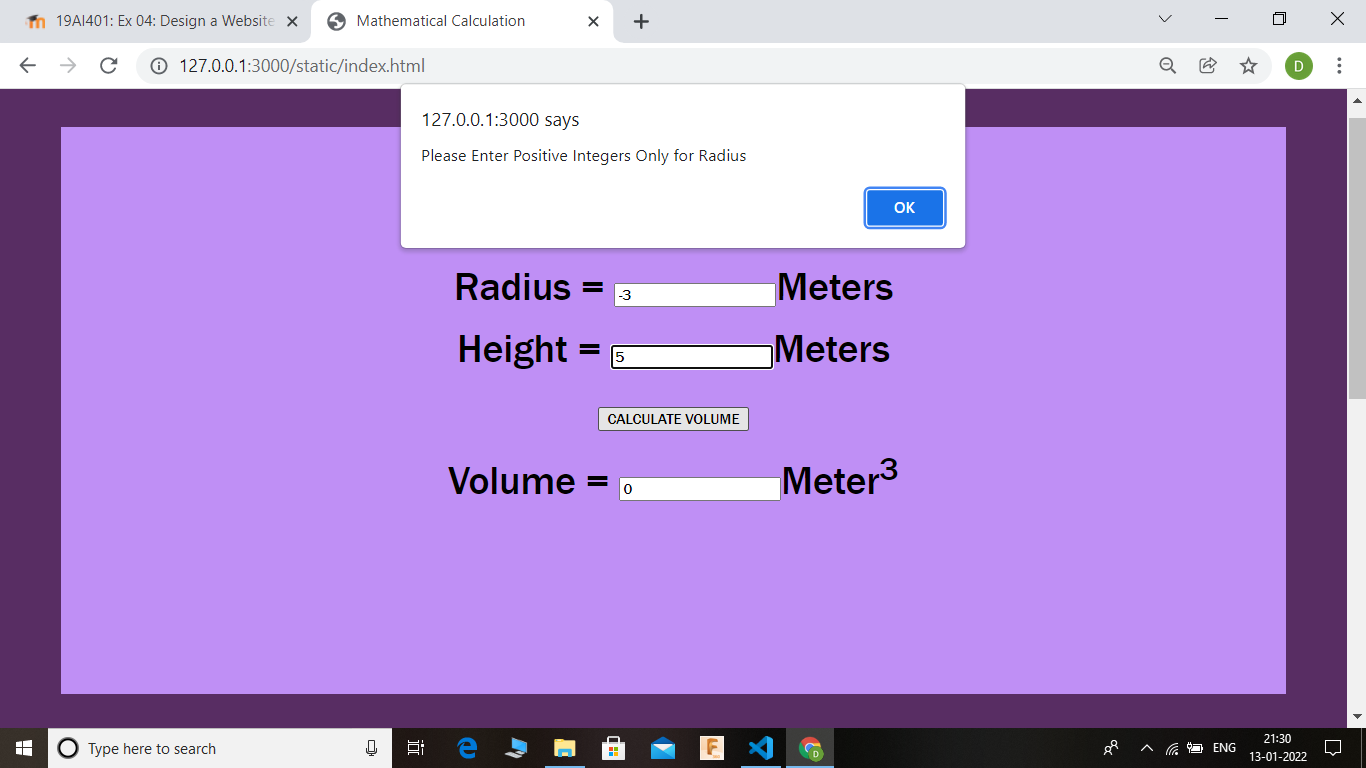 19AI401: Ex 04: Design a Website
Mathematical Calculation
127.0.0.1:3000/static/index.html
D
127.0.0.1:3000 says
Please Enter Positive Integers Only for Radius
OK
Radius = -3 Meters
Height = 5 Meters
CALCULATE VOLUME
Volume = 0 Meter³
Type here to search
ENG
21:30
13-01-2022